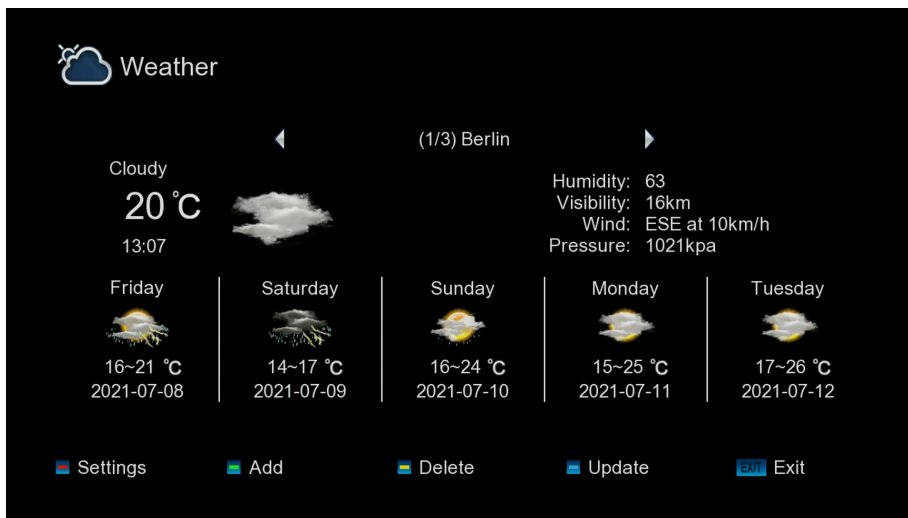 Weather
(1/3) Berlin
Cloudy
20 °C
13:07
Humidity: 63
Visibility: 16km
Wind: ESE at 10km/h
Pressure: 1021kpa
Friday Saturday Sunday Monday Tuesday
16~21 °C 14~17 °C 16~24 °C 15~25 °C 17~26 °C
2021-07-08 2021-07-09 2021-07-10 2021-07-11 2021-07-12
Settings Add Delete Update EXIT Exit